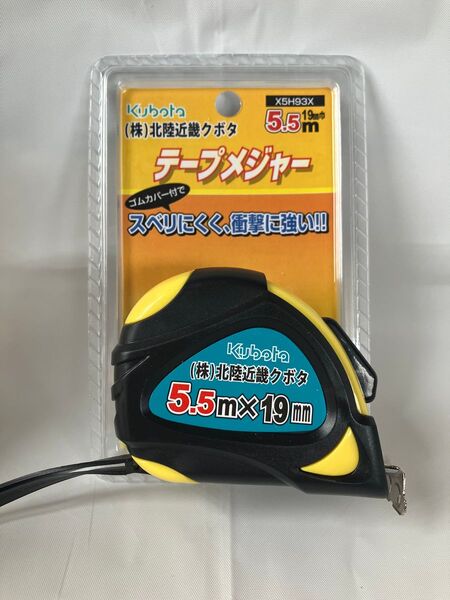 Kubota
X5H93X
(株)北陸近畿クボタ
5.5m 19mm巾
テープメジャー
ゴムカバー付で
スベリにくく、衝撃に強い!!
Kubota
(株)北陸近畿クボタ
5.5m×19mm